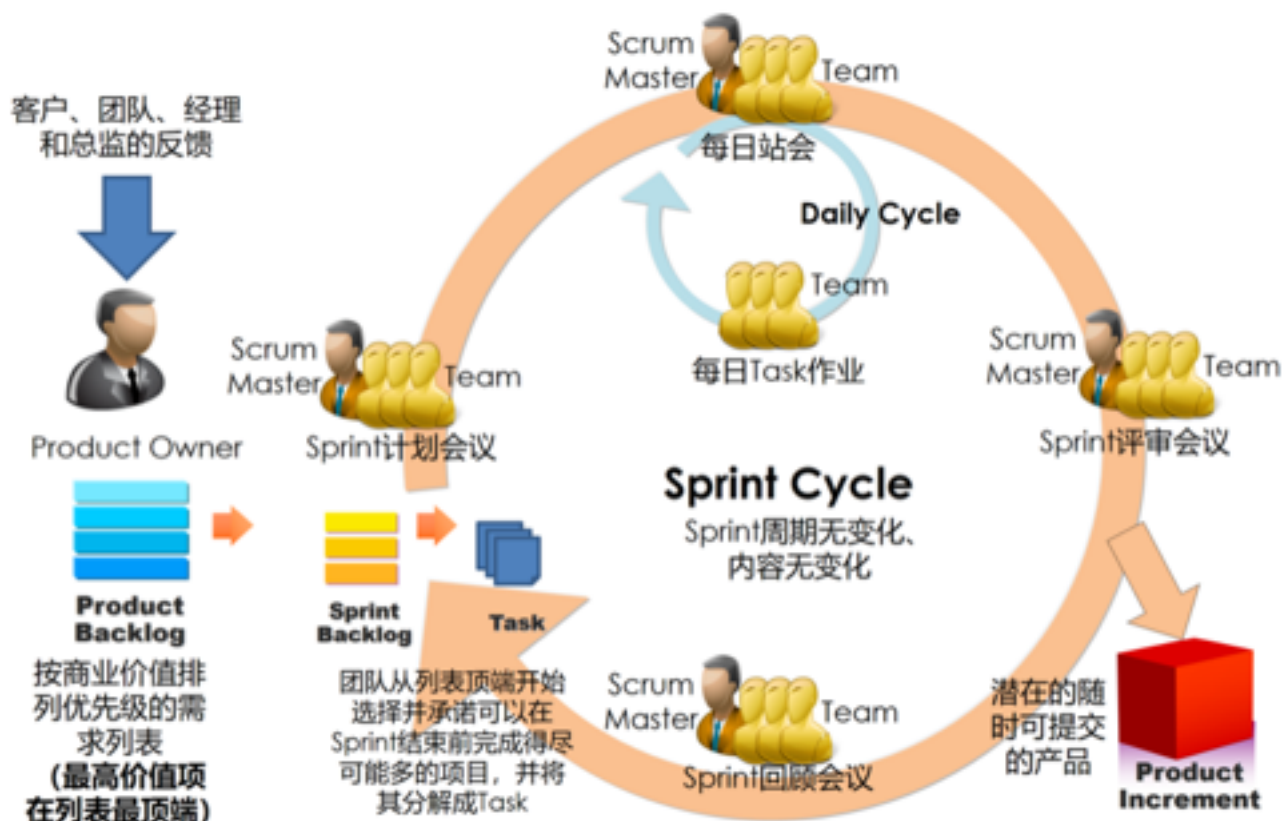 客户、团队、经理
和总监的反馈
Product Owner
Product
Backlog
按商业价值排
列优先级的需
求列表
（最高价值项
在列表最顶端）
Scrum
Master
Team
Sprint计划会议
Sprint
Backlog
Task
团队从列表顶端开始
选择并承诺可以在
Sprint结束前完成得尽
可能多的项目，并将
其分解成Task
Scrum
Master
Team
每日站会
Daily Cycle
Team
每日Task作业
Sprint Cycle
Sprint周期无变化、
内容无变化
Scrum
Master
Team
Sprint评审会议
Scrum
Master
Team
Sprint回顾会议
潜在的随
时可提交
的产品
Product
Increment